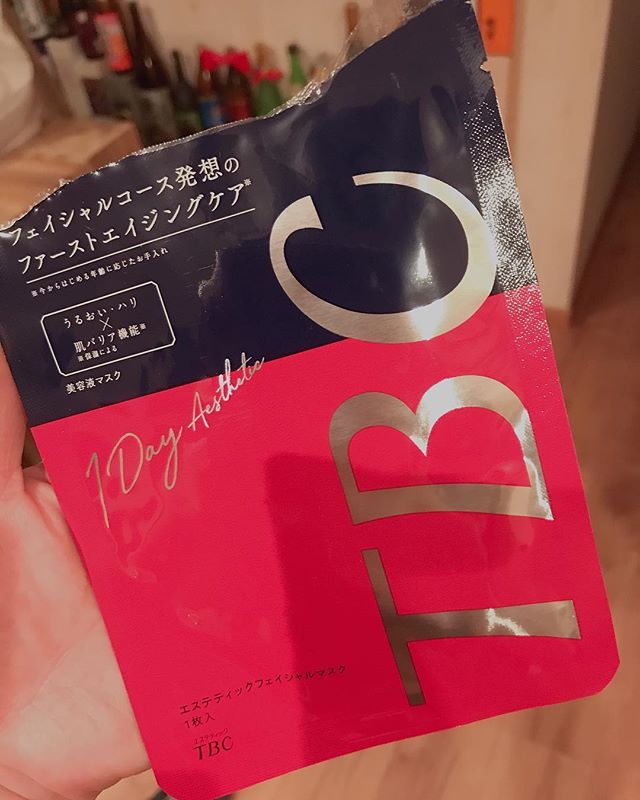 フェイシャルコース発想の
ファーストエイジングケア※
※今からはじめる年齢に応じたお手入れ
うるおい・ハリ
×
肌バリア機能※
※保湿による
美容液マスク
1 Day Aesthetic
TBC
エステティックフェイシャルマスク
1枚入
エステティック
TBC